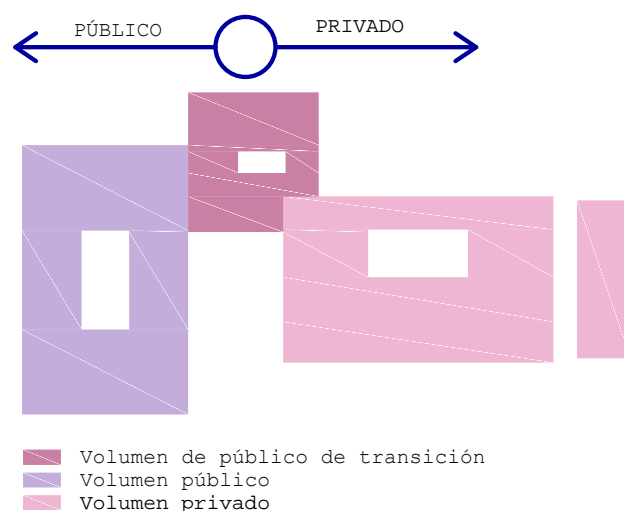 PÚBLICO
PRIVADO
Volumen de público de transición
Volumen público
Volumen privado